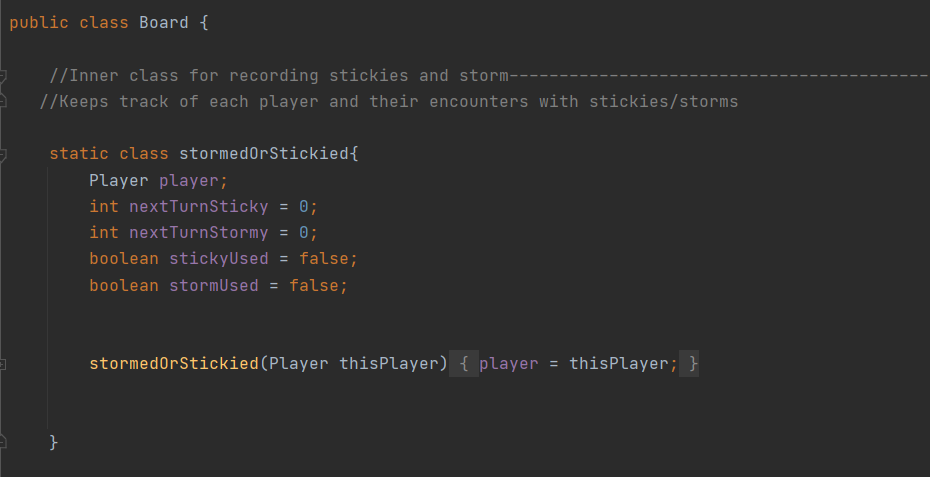 public class Board {
//Inner class for recording stickies and storm------------------------------------------
//Keeps track of each player and their encounters with stickies/storms
static class stormedOrStickied{
Player player;
int nextTurnSticky = 0;
int nextTurnStormy = 0;
boolean stickyUsed = false;
boolean stormUsed = false;
stormedOrStickied(Player thisPlayer) { player = thisPlayer; }
}